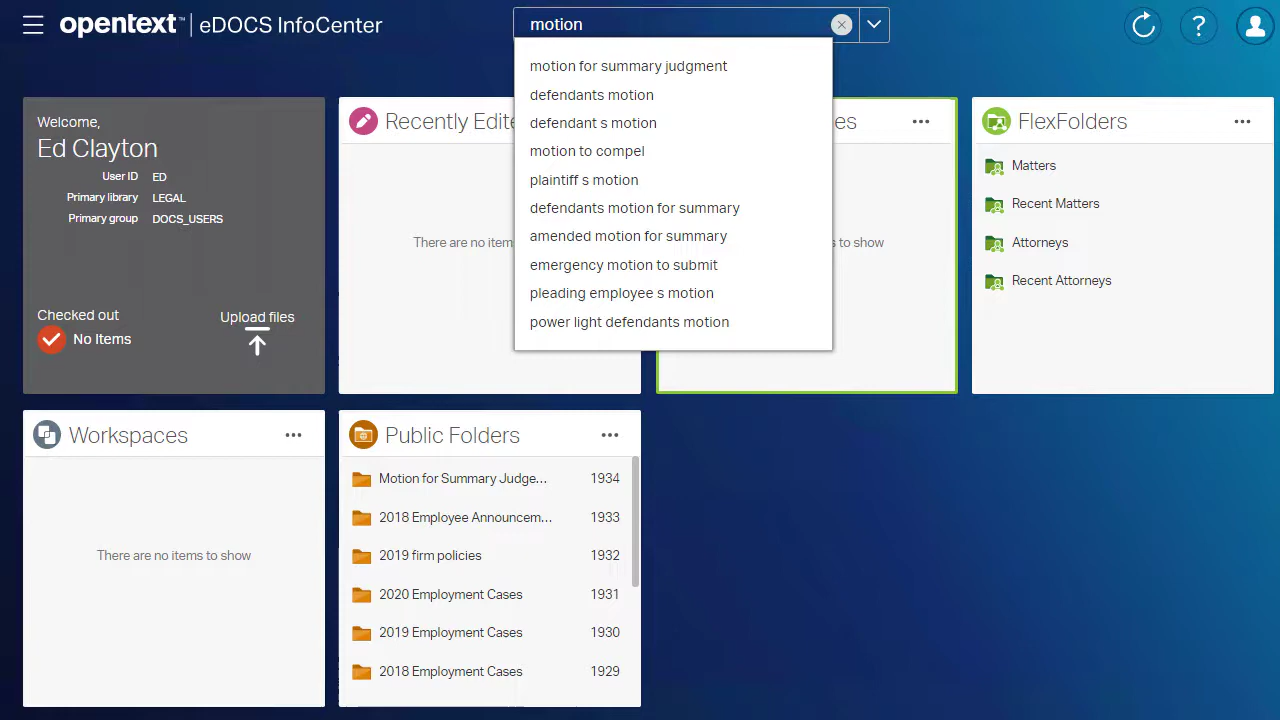 opentext™ | eDOCS InfoCenter
motion
?
motion for summary judgment
defendants motion
defendant s motion
motion to compel
plaintiff s motion
defendants motion for summary
amended motion for summary
emergency motion to submit
pleading employee s motion
power light defendants motion
Welcome,
Ed Clayton
User ID ED
Primary library LEGAL
Primary group DOCS_USERS
Checked out
No Items
Upload files
Recently Edite
There are no item
es
s to show
FlexFolders
Matters
Recent Matters
Attorneys
Recent Attorneys
Workspaces
There are no items to show
Public Folders
Motion for Summary Judge... 1934
2018 Employee Announcem... 1933
2019 firm policies 1932
2020 Employment Cases 1931
2019 Employment Cases 1930
2018 Employment Cases 1929